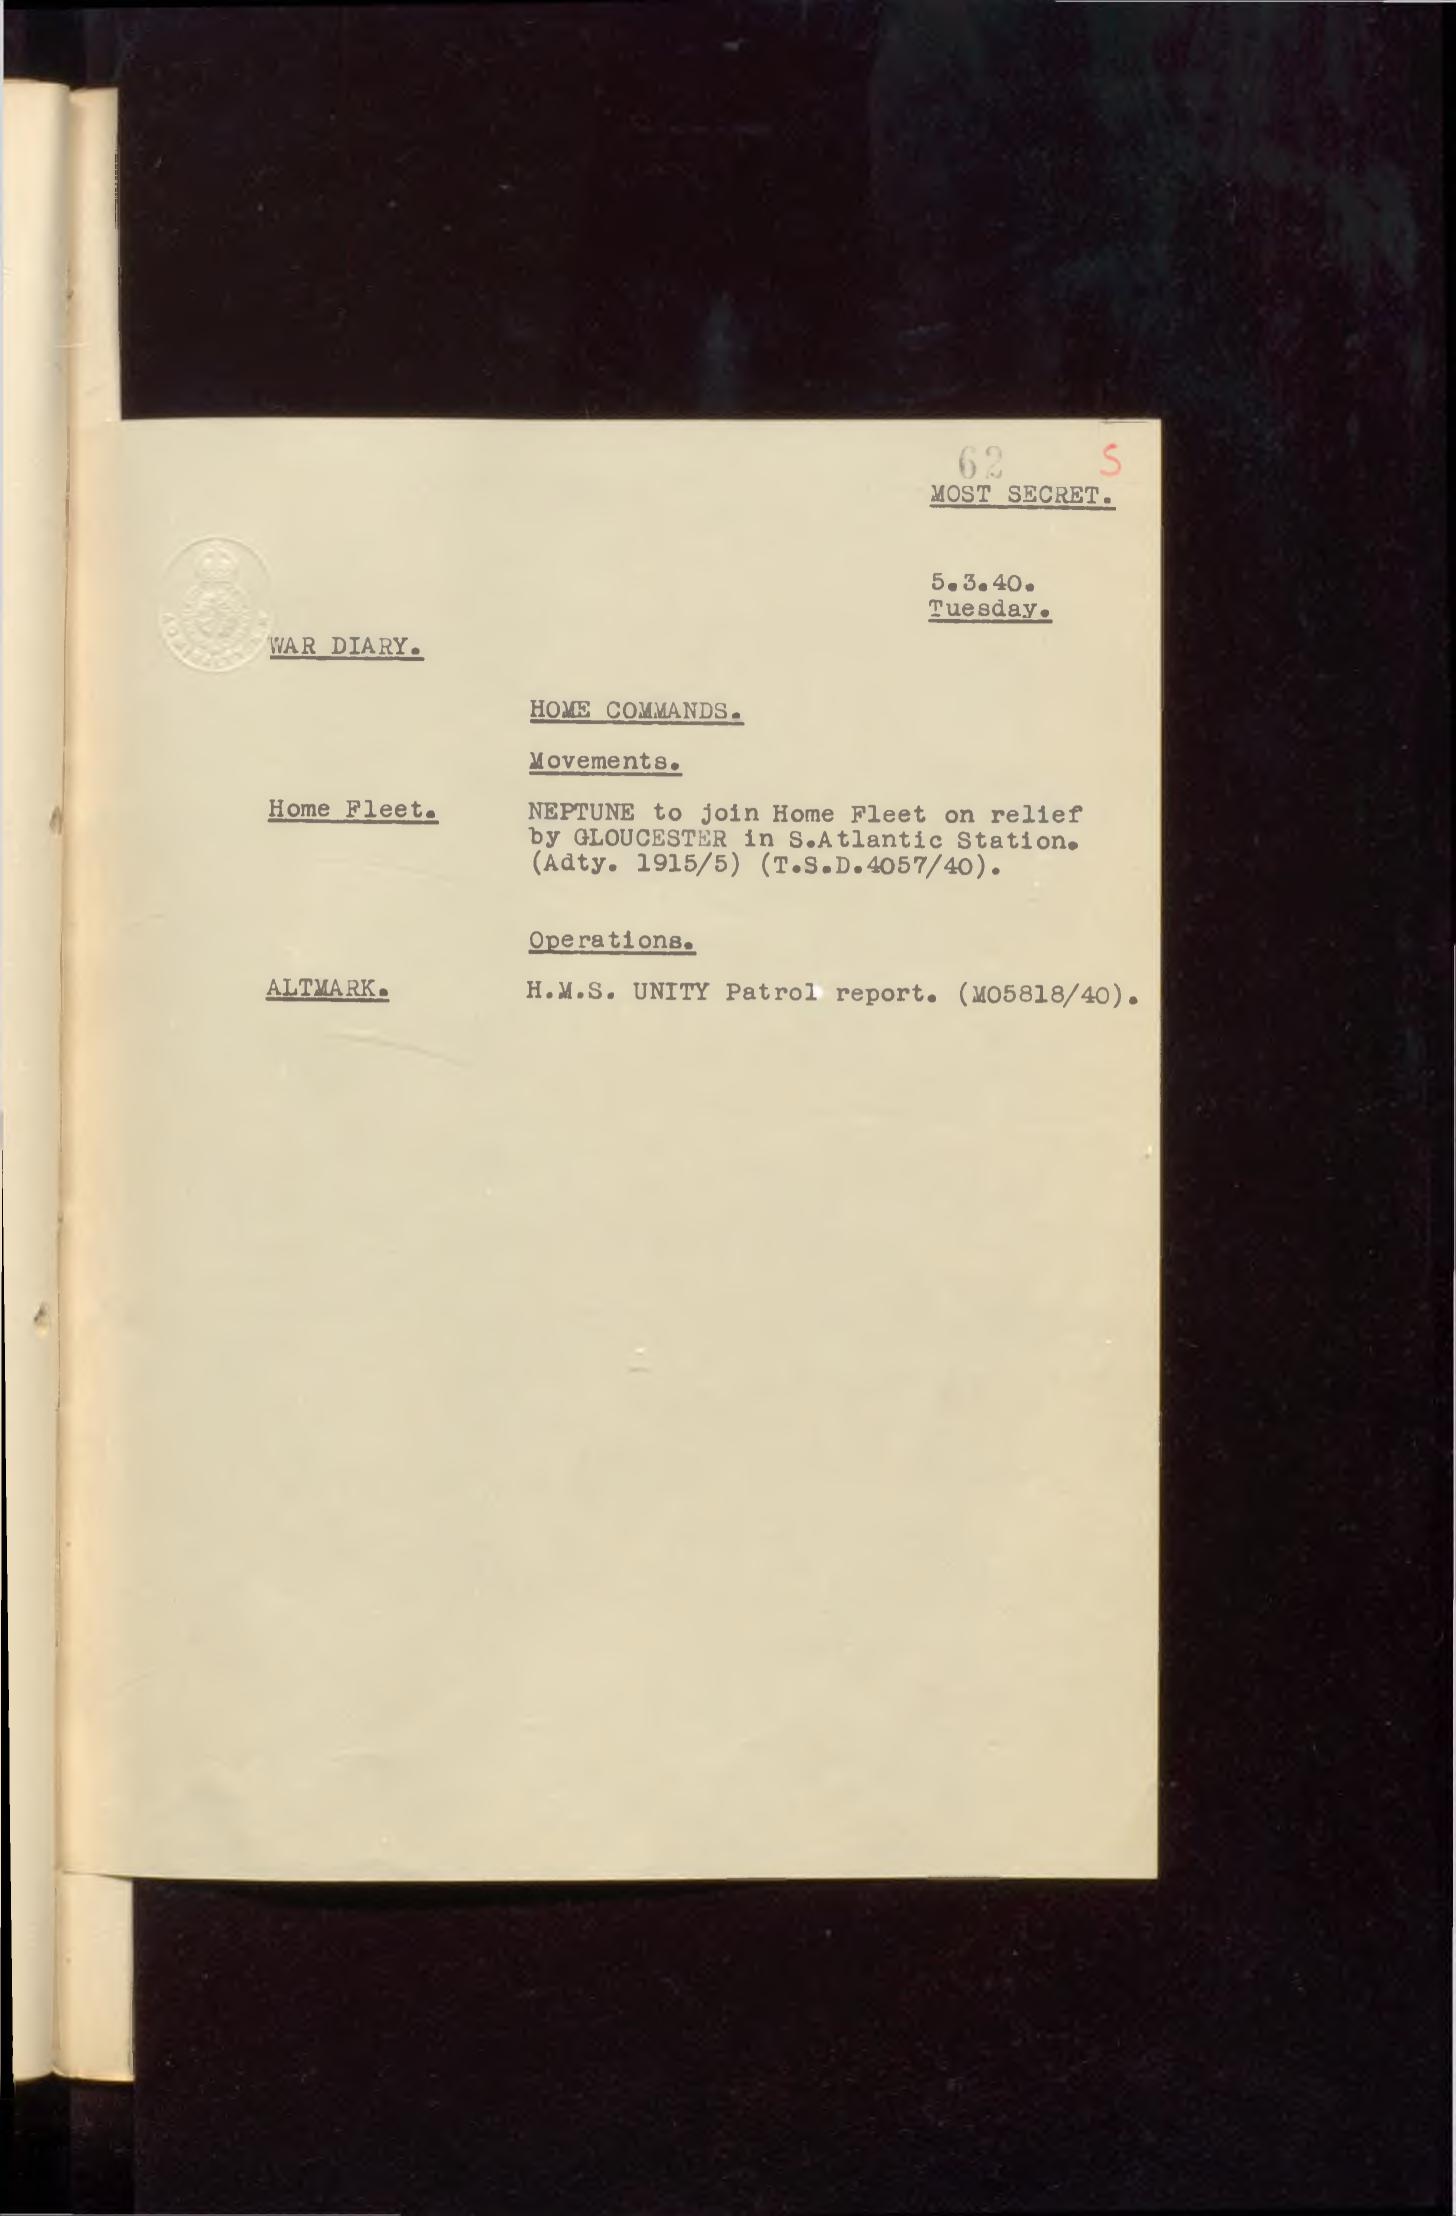 62 S
MOST SECRET.
5.3.40.
Tuesday.
WAR DIARY.
HOME COMMANDS.
Movements.
Home Fleet. NEPTUNE to join Home Fleet on relief
by GLOUCESTER in S.Atlantic Station.
(Adty. 1915/5) (T.S.D.4057/40).
Operations.
ALTMARK. H.M.S. UNITY Patrol report. (M05818/40).